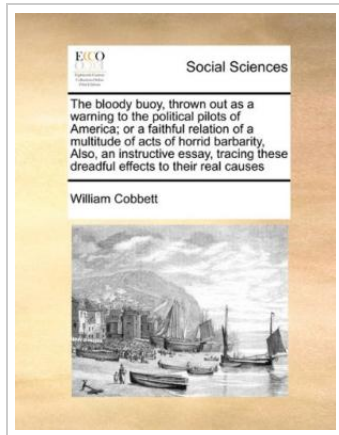 ECCO
Social Sciences
The bloody buoy, thrown out as a
warning to the political pilots of
America; or a faithful relation of a
multitude of acts of horrid barbarity,
Also, an instructive essay, tracing these
dreadful effects to their real causes
William Cobbett